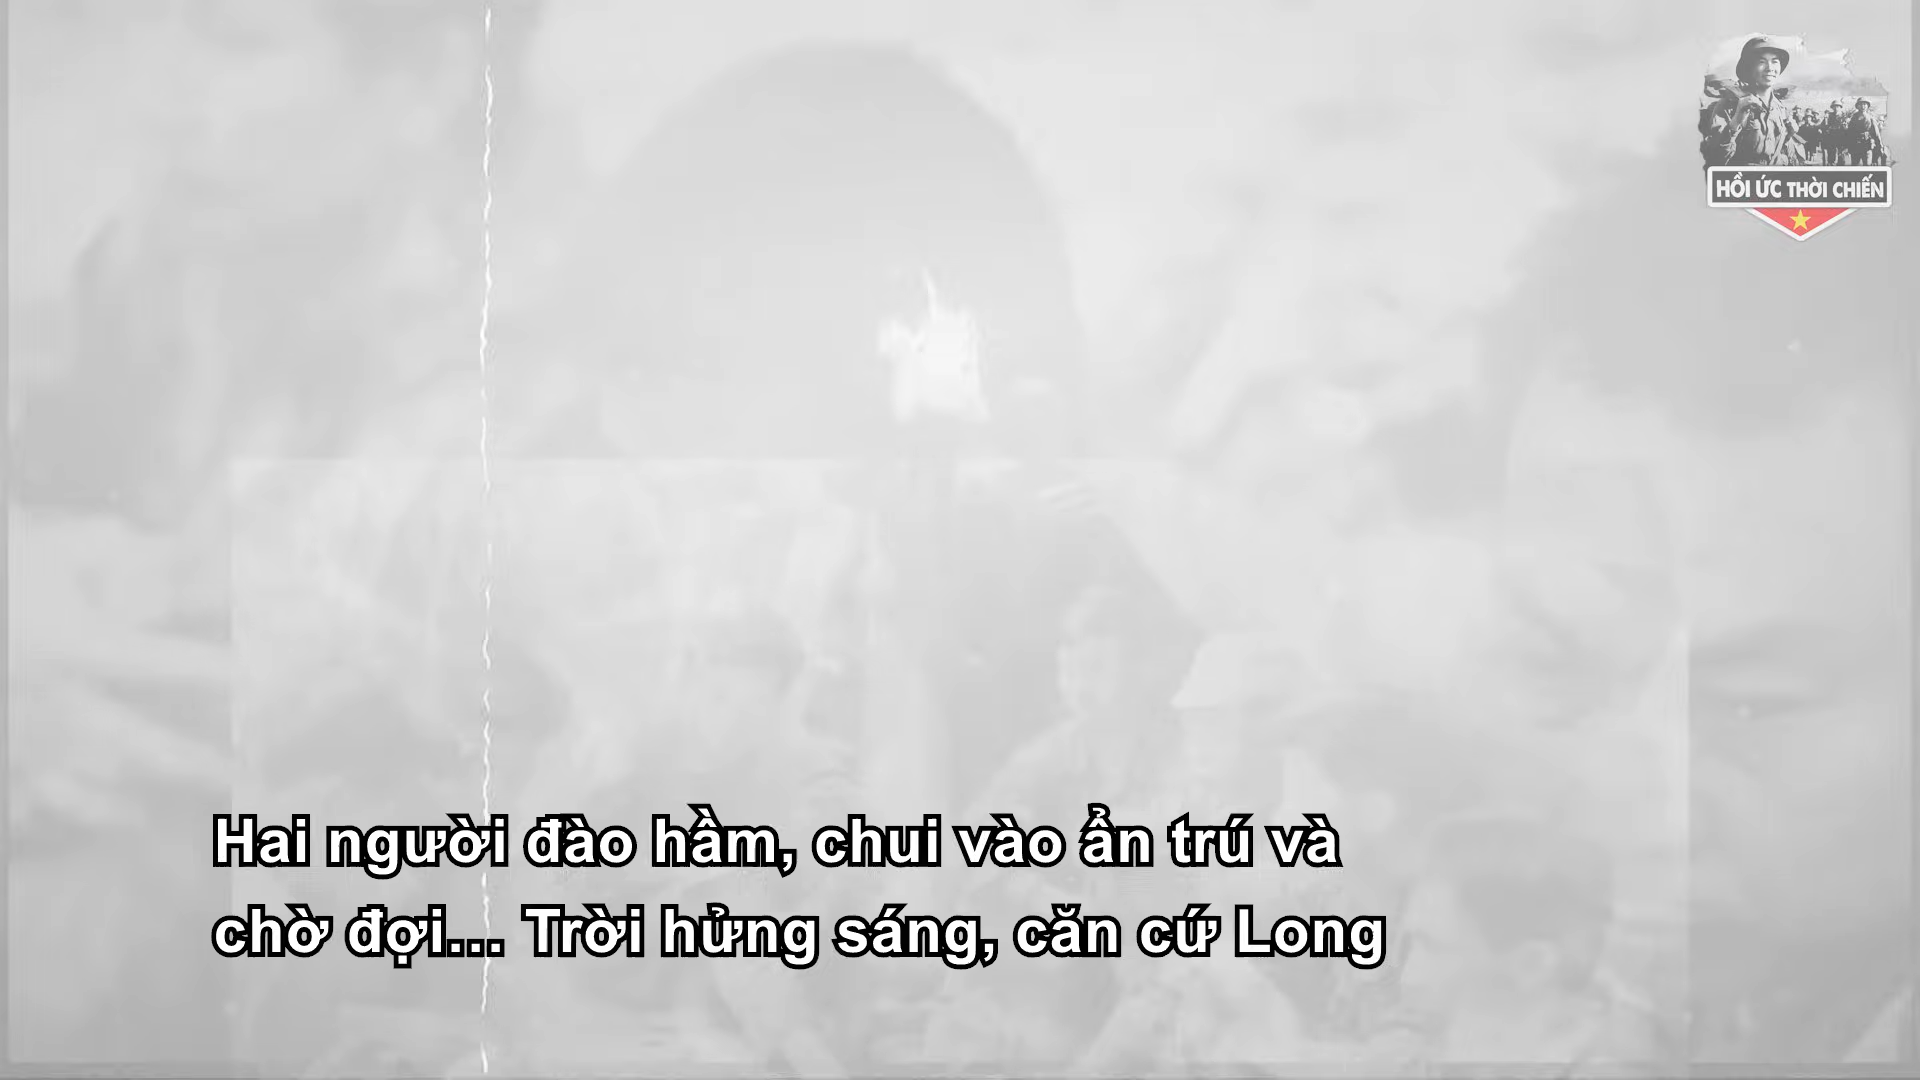 HỒI ỨC THỜI CHIẾN
Hai người đào hầm, chui vào ẩn trú và
chờ đợi... Trời hửng sáng, căn cứ Long